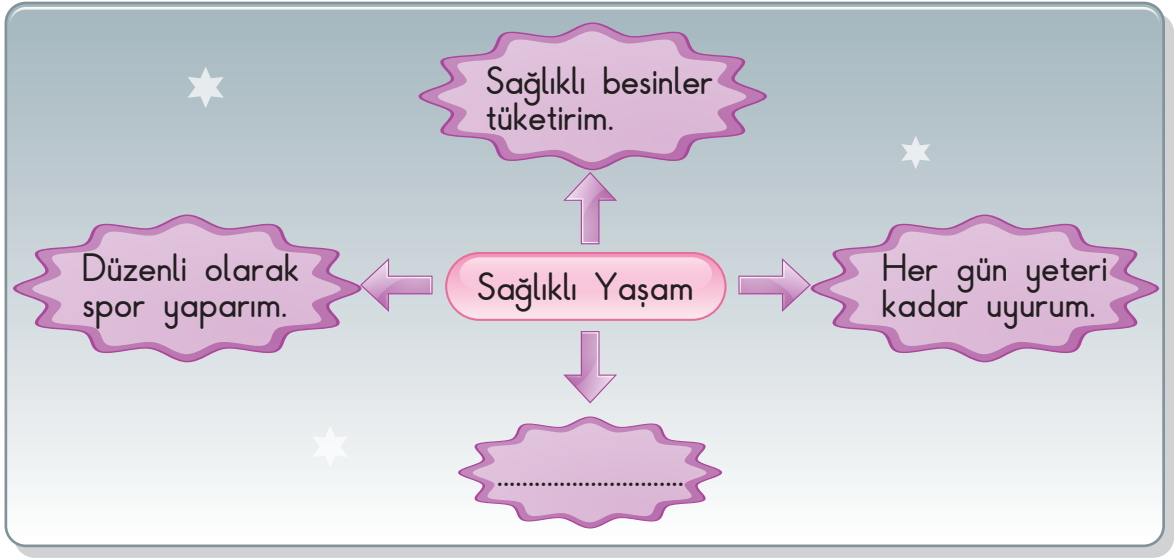 Sağlıklı besinler
tüketirim.
Düzenli olarak
spor yaparım.
Sağlıklı Yaşam
Her gün yeteri
kadar uyurum.
...............................